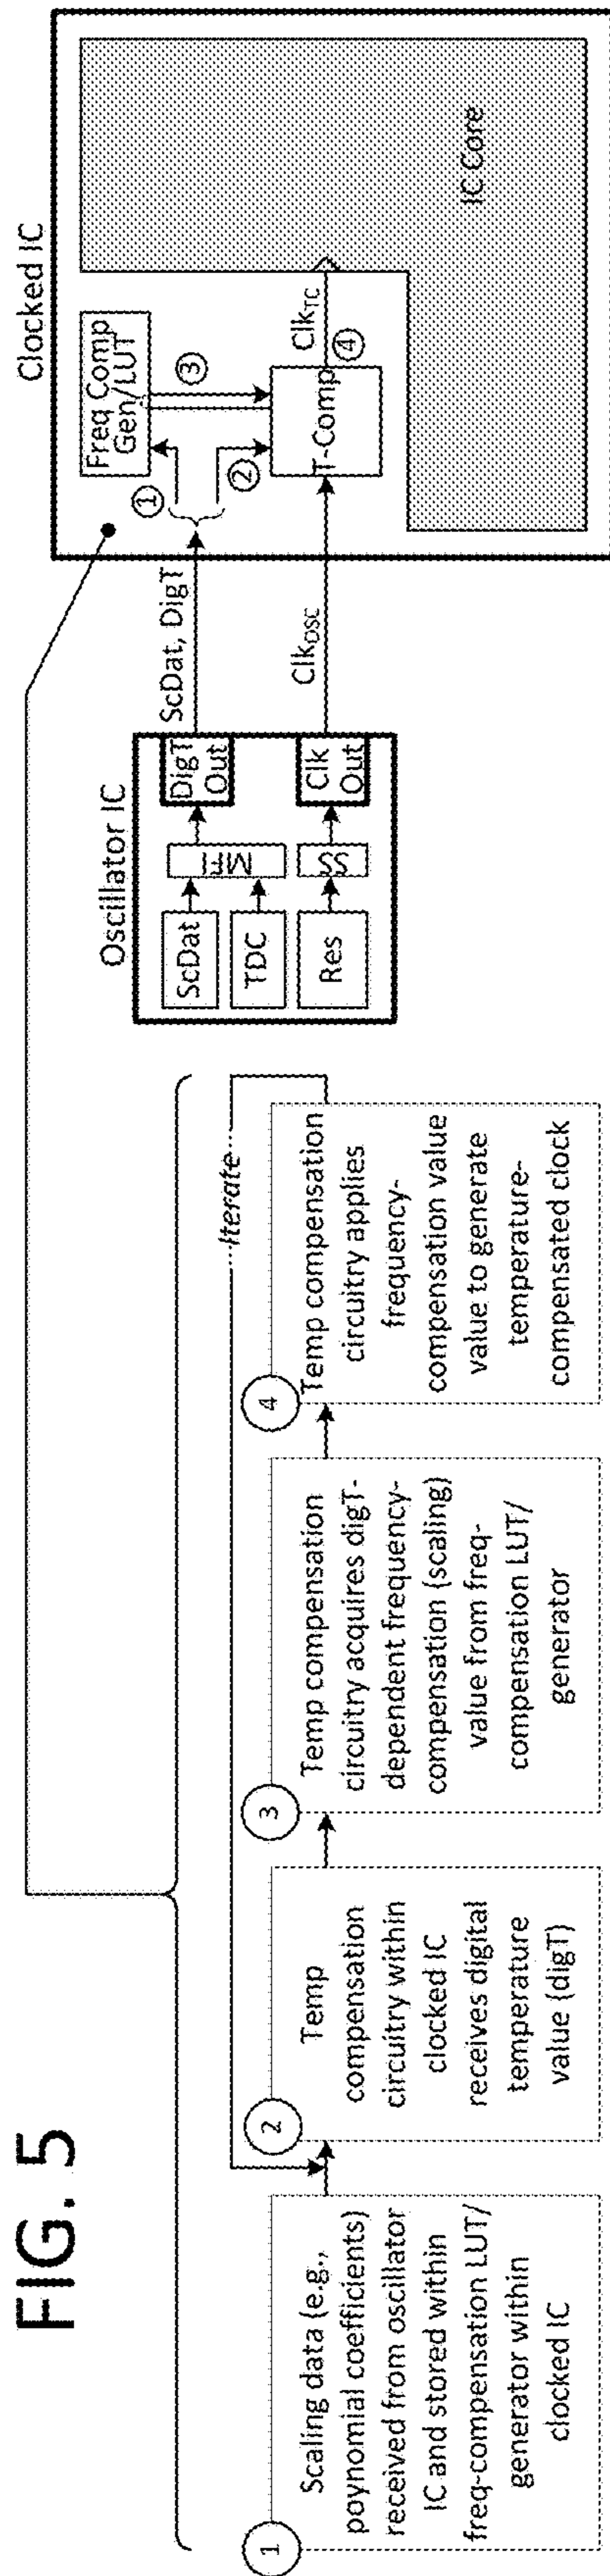 FIG. 5
1
Scaling data (e.g.,
poynomial coefficients)
received from oscillator
IC and stored within
freq-compensation LUT/
generator within
clocked IC
2
Temp
compensation
circuitry within
clocked IC
receives digital
temperature
value (digT)
3
Temp compensation
circuitry acquires digT-
dependent frequency-
compensation (scaling)
value from freq-
compensation LUT/
generator
4
Temp compensation
circuitry applies
frequency-
compensation value
value to generate
temperature-
compensated clock
...Iterate...
Oscillator IC
ScDat
TDC
Res
MFI
SS
DigT
Out
Clk
Out
ScDat, DigT
ClkOSC
Clocked IC
1
2
Freq Comp
Gen/LUT
3
T-Comp
ClkTC
4
IC Core